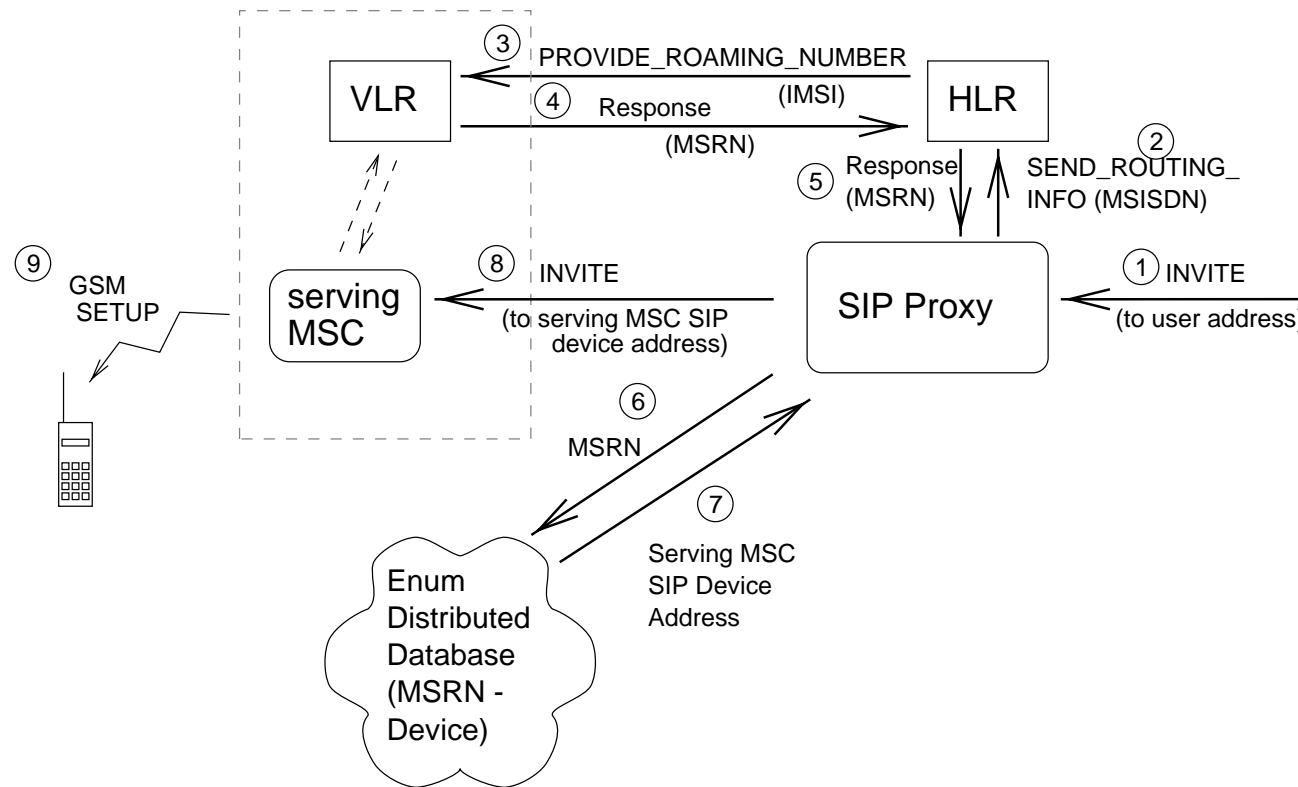 3
PROVIDE_ROAMING_NUMBER
(IMSI)
VLR
4
Response
(MSRN)
HLR
5
Response
(MSRN)
2
SEND_ROUTING_
INFO (MSISDN)
9
GSM
SETUP
serving
MSC
8
INVITE
(to serving MSC SIP
device address)
SIP Proxy
1
INVITE
(to user address)
6
MSRN
7
Serving MSC
SIP Device
Address
Enum
Distributed
Database
(MSRN -
Device)